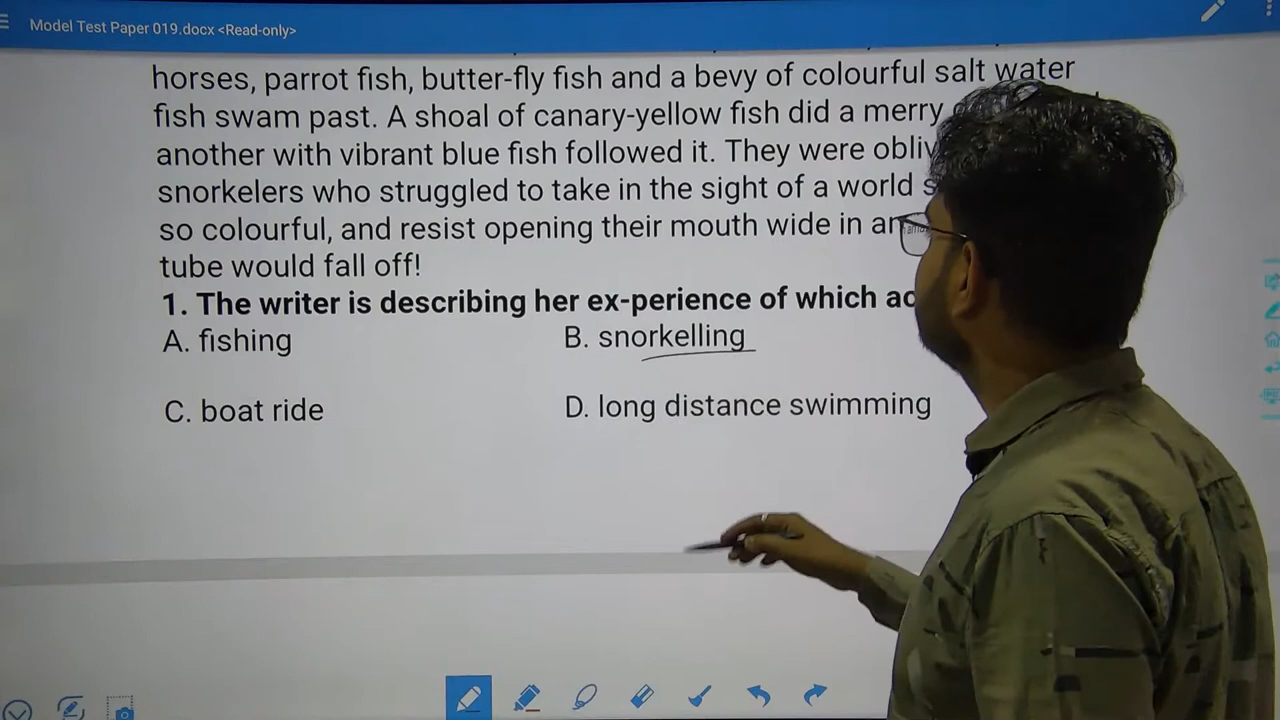 Model Test Paper 019.docx <Read-only>
horses, parrot fish, butter-fly fish and a bevy of colourful salt water
fish swam past. A shoal of canary-yellow fish did a merry
another with vibrant blue fish followed it. They were
snorkelers who struggled to take in the sight of a world
so colourful, and resist opening their mouth wide in
tube would fall off!
1. The writer is describing her ex-perience of which
A. fishing
B. snorkelling
C. boat ride
D. long distance swimming